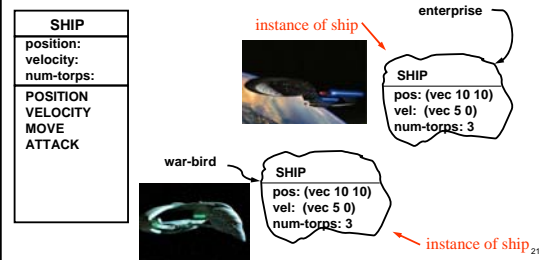 SHIP
position:
velocity:
num-torps:
POSITION
VELOCITY
MOVE
ATTACK
enterprise
instance of ship
SHIP
pos: (vec 10 10)
vel: (vec 5 0)
num-torps: 3
war-bird
SHIP
pos: (vec 10 10)
vel: (vec 5 0)
num-torps: 3
instance of ship
21